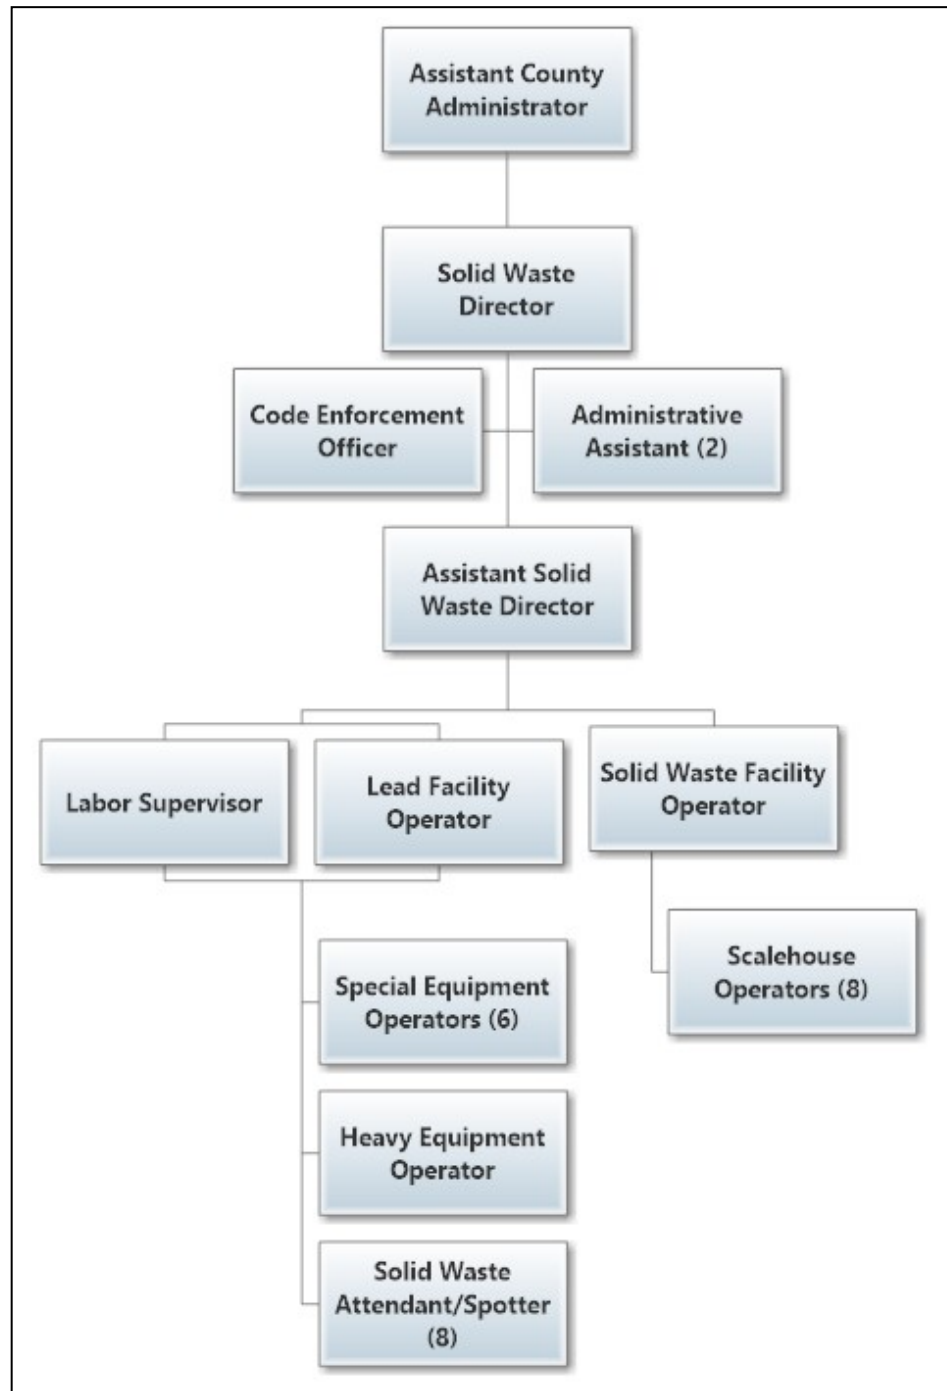 Assistant County
Administrator
Solid Waste
Director
Code Enforcement
Officer
Administrative
Assistant (2)
Assistant Solid
Waste Director
Labor Supervisor
Lead Facility
Operator
Solid Waste Facility
Operator
Scalehouse
Operators (8)
Special Equipment
Operators (6)
Heavy Equipment
Operator
Solid Waste
Attendant/Spotter
(8)